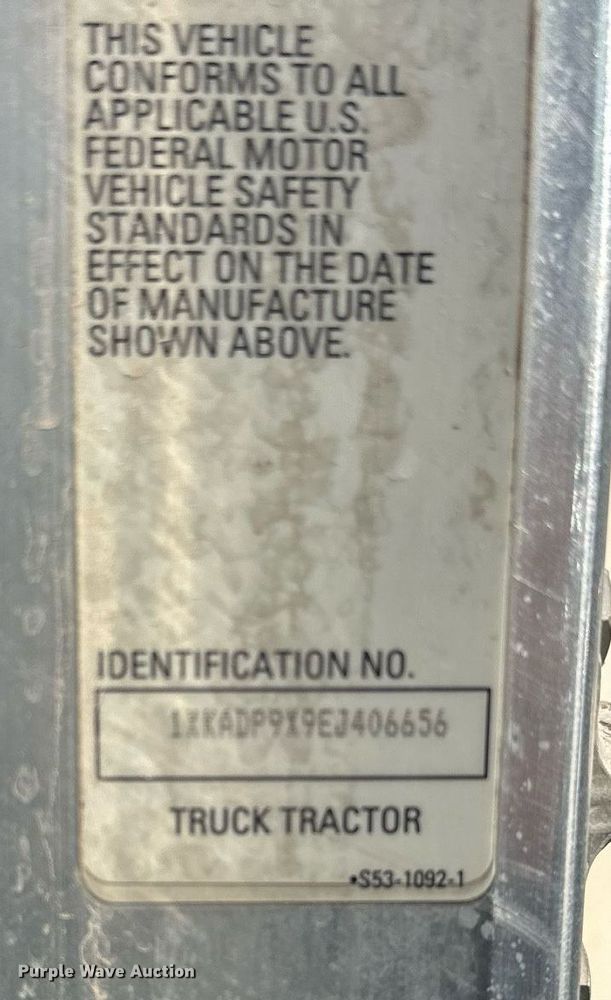 THIS VEHICLE
CONFORMS TO ALL
APPLICABLE U.S.
FEDERAL MOTOR
VEHICLE SAFETY
STANDARDS IN
EFFECT ON THE DATE
OF MANUFACTURE
SHOWN ABOVE.
IDENTIFICATION NO.
1XKADP9X9EJ406656
TRUCK TRACTOR
•S53-1092-1
Purple Wave Auction